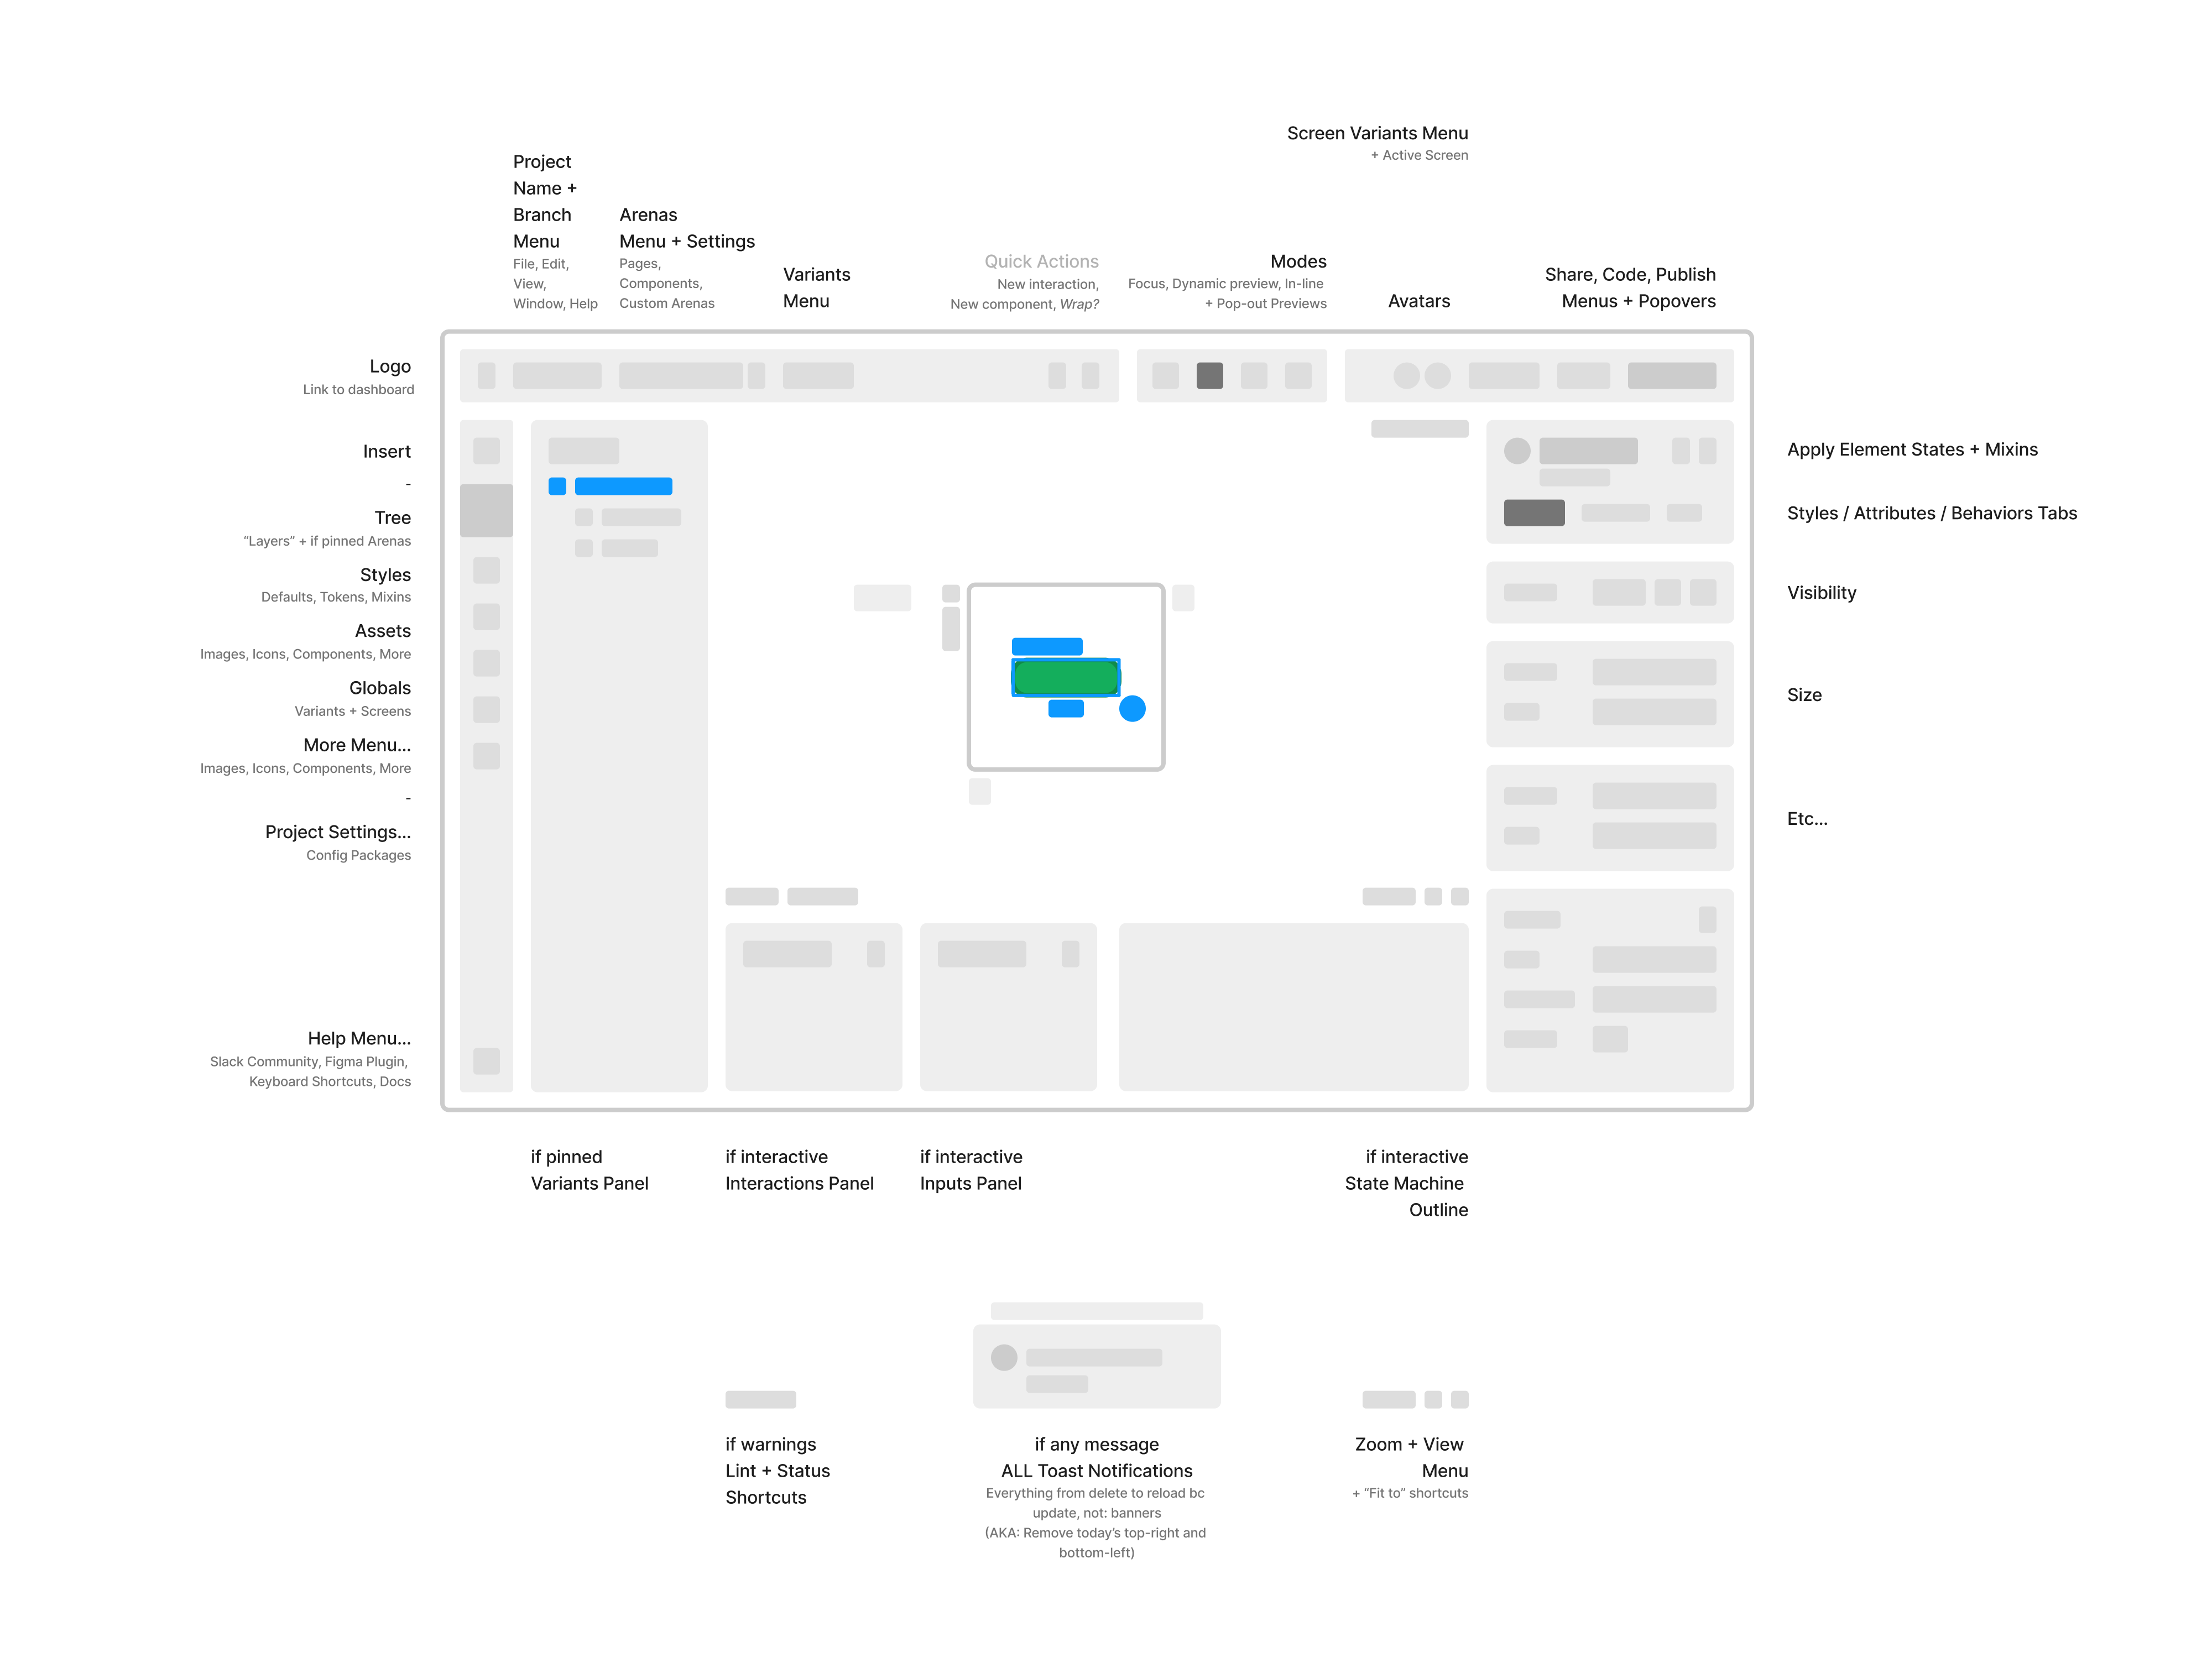 Screen Variants Menu
+ Active Screen
Project
Name +
Branch
Menu
File, Edit,
View,
Window, Help
Arenas
Menu + Settings
Pages,
Components,
Custom Arenas
Variants
Menu
Quick Actions
New interaction,
New component, Wrap?
Modes
Focus, Dynamic preview, In-line
+ Pop-out Previews
Avatars
Share, Code, Publish
Menus + Popovers
Logo
Link to dashboard
Insert
-
Tree
“Layers” + if pinned Arenas
Styles
Defaults, Tokens, Mixins
Assets
Images, Icons, Components, More
Globals
Variants + Screens
More Menu...
Images, Icons, Components, More
-
Project Settings...
Config Packages
Help Menu...
Slack Community, Figma Plugin,
Keyboard Shortcuts, Docs
Apply Element States + Mixins
Styles / Attributes / Behaviors Tabs
Visibility
Size
Etc...
if pinned
Variants Panel
if interactive
Interactions Panel
if interactive
Inputs Panel
if interactive
State Machine
Outline
if warnings
Lint + Status
Shortcuts
if any message
ALL Toast Notifications
Everything from delete to reload bc
update, not: banners
(AKA: Remove today’s top-right and
bottom-left)
Zoom + View
Menu
+ “Fit to” shortcuts